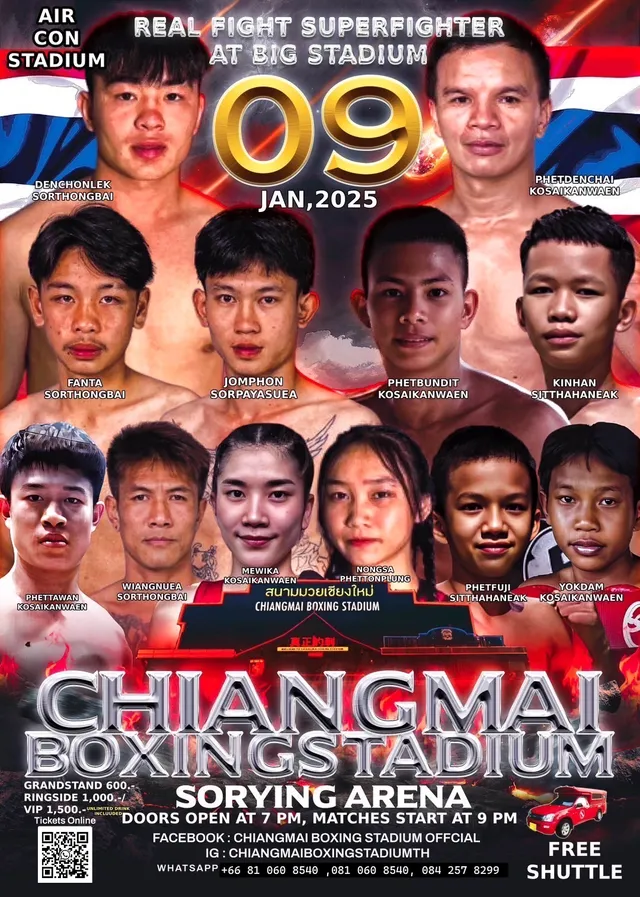 AIR
CON
STADIUM
REAL FIGHT SUPERFIGHTER
AT BIG STADIUM
09
JAN,2025
DENCHONLEK
SORTHONGBAI
PHETDENCHAI
KOSAIKANWAEN
FANTA
SORTHONGBAI
JOMPHON
SORPAYASUEA
PHETBUNDIT
KOSAIKANWAEN
KINHAN
SITTHAHANEAK
PHETTAWAN
KOSAIKANWAEN
WIANGNUEA
SORTHONGBAI
MEWIKA
KOSAIKANWAEN
NONGSA
PHETTONPLUNG
PHETFUJI
SITTHAHANEAK
YOKDAM
KOSAIKANWAEN
สนามมวยเชียงใหม่
CHIANGMAI BOXING STADIUM
CHIANGMAI
BOXINGSTADIUM
GRANDSTAND 600.-
RINGSIDE 1,000.-/
VIP 1,500.-UNLIMITED DRINK
INCLUUDED
Tickets Online
SORYING ARENA
DOORS OPEN AT 7 PM, MATCHES START AT 9 PM
FACEBOOK : CHIANGMAI BOXING STADIUM OFFCIAL
IG : CHIANGMAIBOXINGSTADIUMTH
WHATSAPP +66 81 060 8540 ,081 060 8540, 084 257 8299
FREE
SHUTTLE